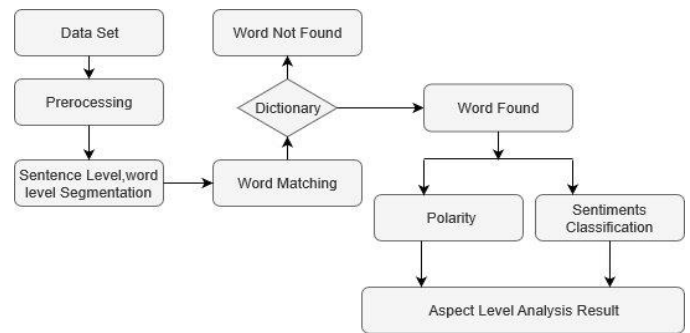 Data Set
Prerocessing
Sentence Level,word
level Segmentation
Word Matching
Dictionary
Word Not Found
Word Found
Polarity
Sentiments
Classification
Aspect Level Analysis Result